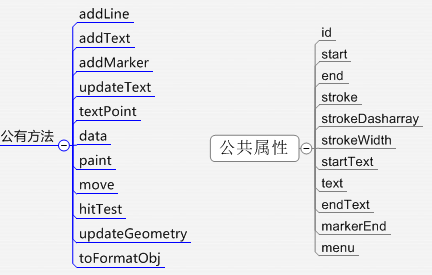 公有方法
addLine
addText
addMarker
updateText
textPoint
data
paint
move
hitTest
updateGeometry
toFormatObj
公共属性
id
start
end
stroke
strokeDasharray
strokeWidth
startText
text
endText
markerEnd
menu